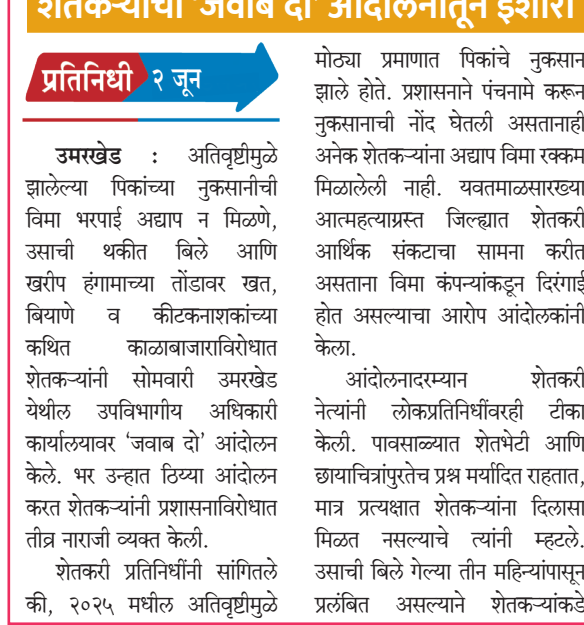 शेतकऱ्यांचा 'जवाब दो' आंदोलनातून इशारा
प्रतिनिधी २ जून
उमरखेड : अतिवृष्टीमुळे
झालेल्या पिकांच्या नुकसानीची
विमा भरपाई अद्याप न मिळणे,
उसाची थकीत बिले आणि
खरीप हंगामाच्या तोंडावर खत,
बियाणे व कीटकनाशकांच्या
कथित काळाबाजाराविरोधात
शेतकऱ्यांनी सोमवारी उमरखेड
येथील उपविभागीय अधिकारी
कार्यालयावर 'जवाब दो' आंदोलन
केले. भर उन्हात ठिय्या आंदोलन
करत शेतकऱ्यांनी प्रशासनाविरोधात
तीव्र नाराजी व्यक्त केली.
शेतकरी प्रतिनिधींनी सांगितले
की, २०२५ मधील अतिवृष्टीमुळे
मोठ्या प्रमाणात पिकांचे नुकसान
झाले होते. प्रशासनाने पंचनामे करून
नुकसानाची नोंद घेतली असतानाही
अनेक शेतकऱ्यांना अद्याप विमा रक्कम
मिळालेली नाही. यवतमाळसारख्या
आत्महत्याग्रस्त जिल्ह्यात शेतकरी
आर्थिक संकटाचा सामना करीत
असताना विमा कंपन्यांकडून दिरंगाई
होत असल्याचा आरोप आंदोलकांनी
केला.
आंदोलनादरम्यान शेतकरी
नेत्यांनी लोकप्रतिनिधींवरही टीका
केली. पावसाळ्यात शेतभेटी आणि
छायाचित्रांपुरतेच प्रश्न मर्यादित राहतात,
मात्र प्रत्यक्षात शेतकऱ्यांना दिलासा
मिळत नसल्याचे त्यांनी म्हटले.
उसाची बिले गेल्या तीन महिन्यांपासून
प्रलंबित असल्याने शेतकऱ्यांकडे